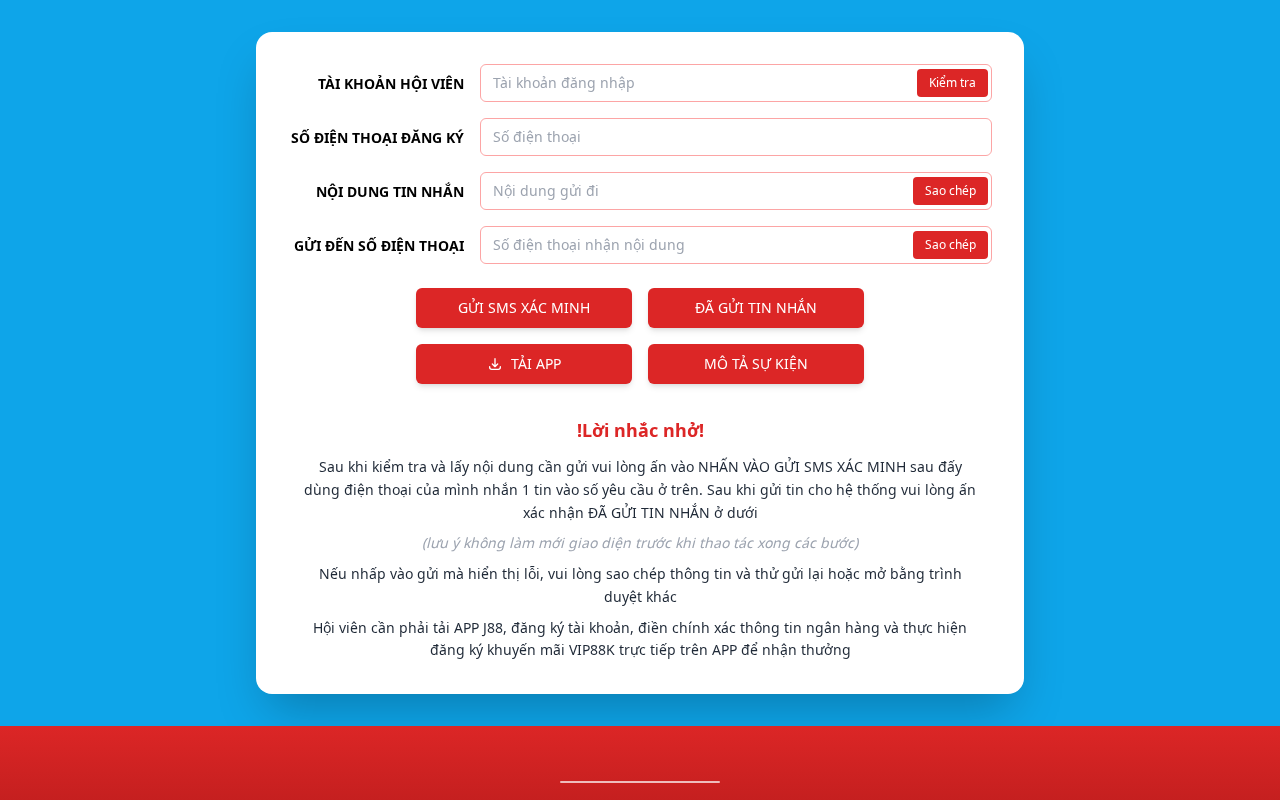 TÀI KHOẢN HỘI VIÊN
Tài khoản đăng nhập
Kiểm tra
SỐ ĐIỆN THOẠI ĐĂNG KÝ
Số điện thoại
NỘI DUNG TIN NHẮN
Nội dung gửi đi
Sao chép
GỬI ĐẾN SỐ ĐIỆN THOẠI
Số điện thoại nhận nội dung
Sao chép
GỬI SMS XÁC MINH
ĐÃ GỬI TIN NHẮN
TẢI APP
MÔ TẢ SỰ KIỆN
!Lời nhắc nhở!
Sau khi kiểm tra và lấy nội dung cần gửi vui lòng ấn vào NHẤN VÀO GỬI SMS XÁC MINH sau đấy
dùng điện thoại của mình nhắn 1 tin vào số yêu cầu ở trên. Sau khi gửi tin cho hệ thống vui lòng ấn
xác nhận ĐÃ GỬI TIN NHẮN ở dưới
(lưu ý không làm mới giao diện trước khi thao tác xong các bước)
Nếu nhấp vào gửi mà hiển thị lỗi, vui lòng sao chép thông tin và thử gửi lại hoặc mở bằng trình
duyệt khác
Hội viên cần phải tải APP J88, đăng ký tài khoản, điền chính xác thông tin ngân hàng và thực hiện
đăng ký khuyến mãi VIP88K trực tiếp trên APP để nhận thưởng